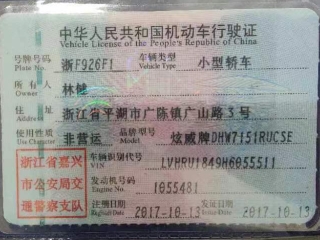 中华人民共和国机动车行驶证
Vehicle License of the People's Republic of China
号牌号码 Plate No. 浙F926F1 车辆类型 Vehicle Type 小型轿车
所有人 Owner 林健
住址 Address 浙江省平湖市广陈镇广山路3号
使用性质 Use Character 非营运 品牌型号 Model 炫威牌DHW7151RUCSE
浙江省嘉兴
市公安局交
通警察支队
车辆识别代号 VIN LVHRU1849H6055511
发动机号码 Engine No. 1055481
注册日期 Register Date 2017-10-13 发证日期 Issue Date 2017-10-13